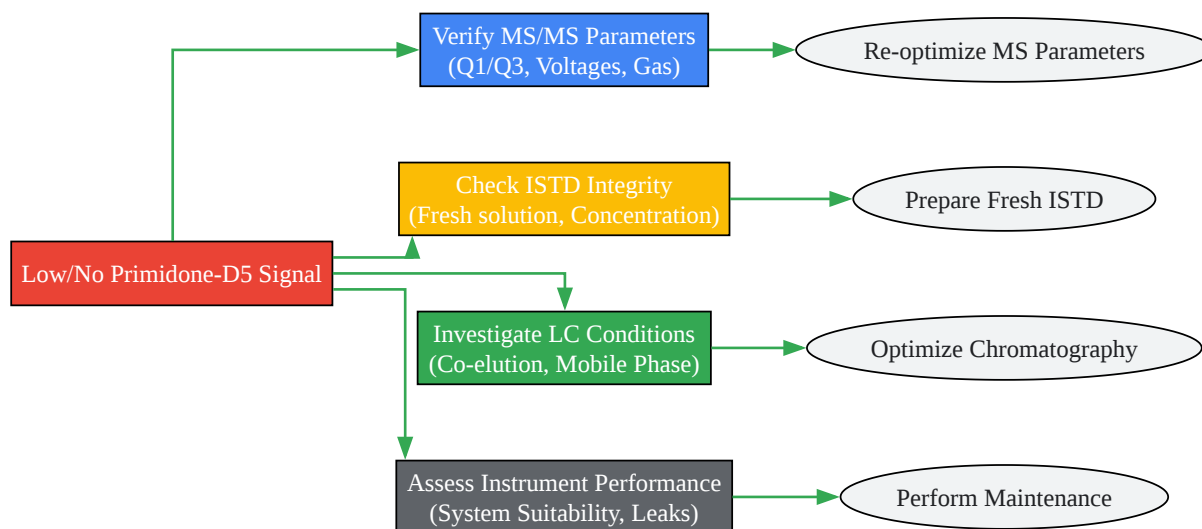 Verify MS/MS Parameters
(Q1/Q3, Voltages, Gas)
Re-optimize MS Parameters
Check ISTD Integrity
(Fresh solution, Concentration)
Prepare Fresh ISTD
Low/No Primidone-D5 Signal
Investigate LC Conditions
(Co-elution, Mobile Phase)
Optimize Chromatography
Assess Instrument Performance
(System Suitability, Leaks)
Perform Maintenance